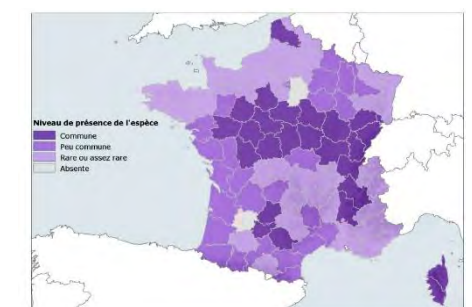 Niveau de présence de l'espèce
Commune
Peu commune
Rare ou assez rare
Absente